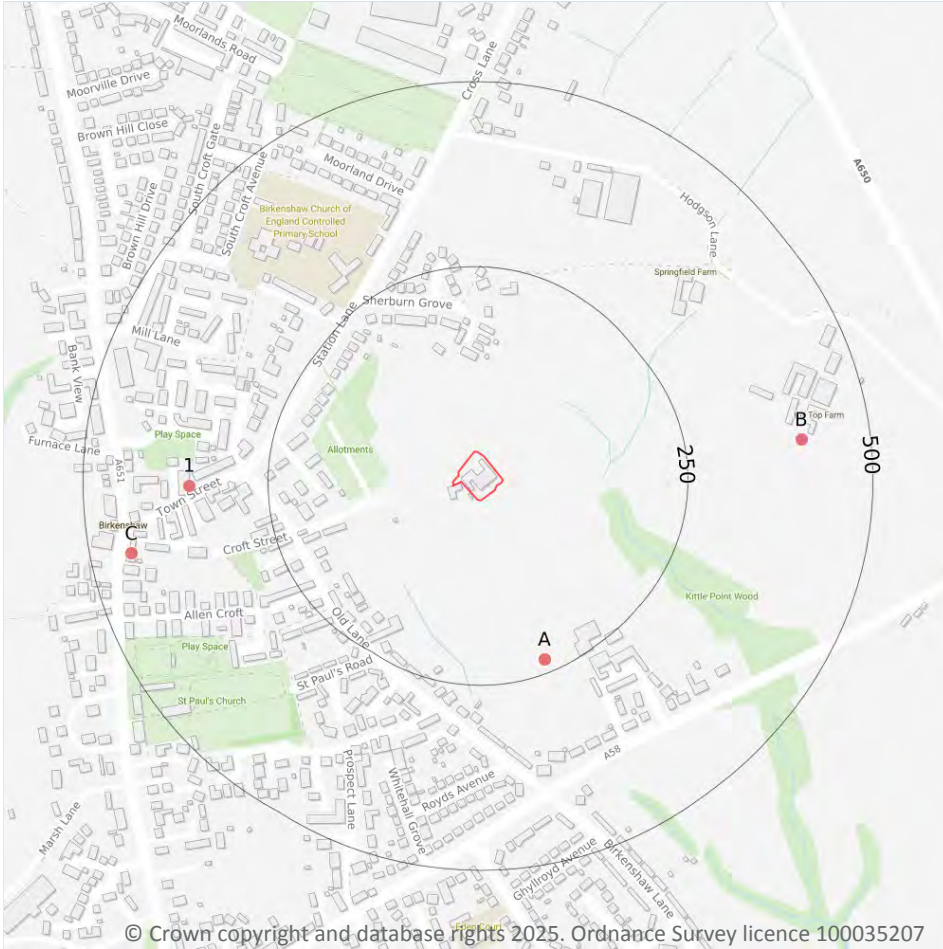 Moorlands Road
Moorville Drive
Cross Lane
Brown Hill Close
South Croft Gate
South Croft Avenue
Moorland Drive
A650
Brown Hill Drive
Birkenshaw Church of
England Controlled
Primary School
Hodgson Lane
Springfield Farm
Sherburn Grove
Station Lane
Mill Lane
Bank View
Top Farm
B
Play Space
Furnace Lane
Allotments
250
500
A651
1
Town Street
Birkenshaw
C
Croft Street
Kittle Point Wood
Allen Croft
Old Lane
Play Space
A
St Paul's Road
St Paul's Church
A58
Prospect Lane
Whitehall Grove
Royds Avenue
Marsh Lane
Ghyllroyd Avenue
Birkenshaw Lane
Eden Court
© Crown copyright and database rights 2025. Ordnance Survey licence 100035207